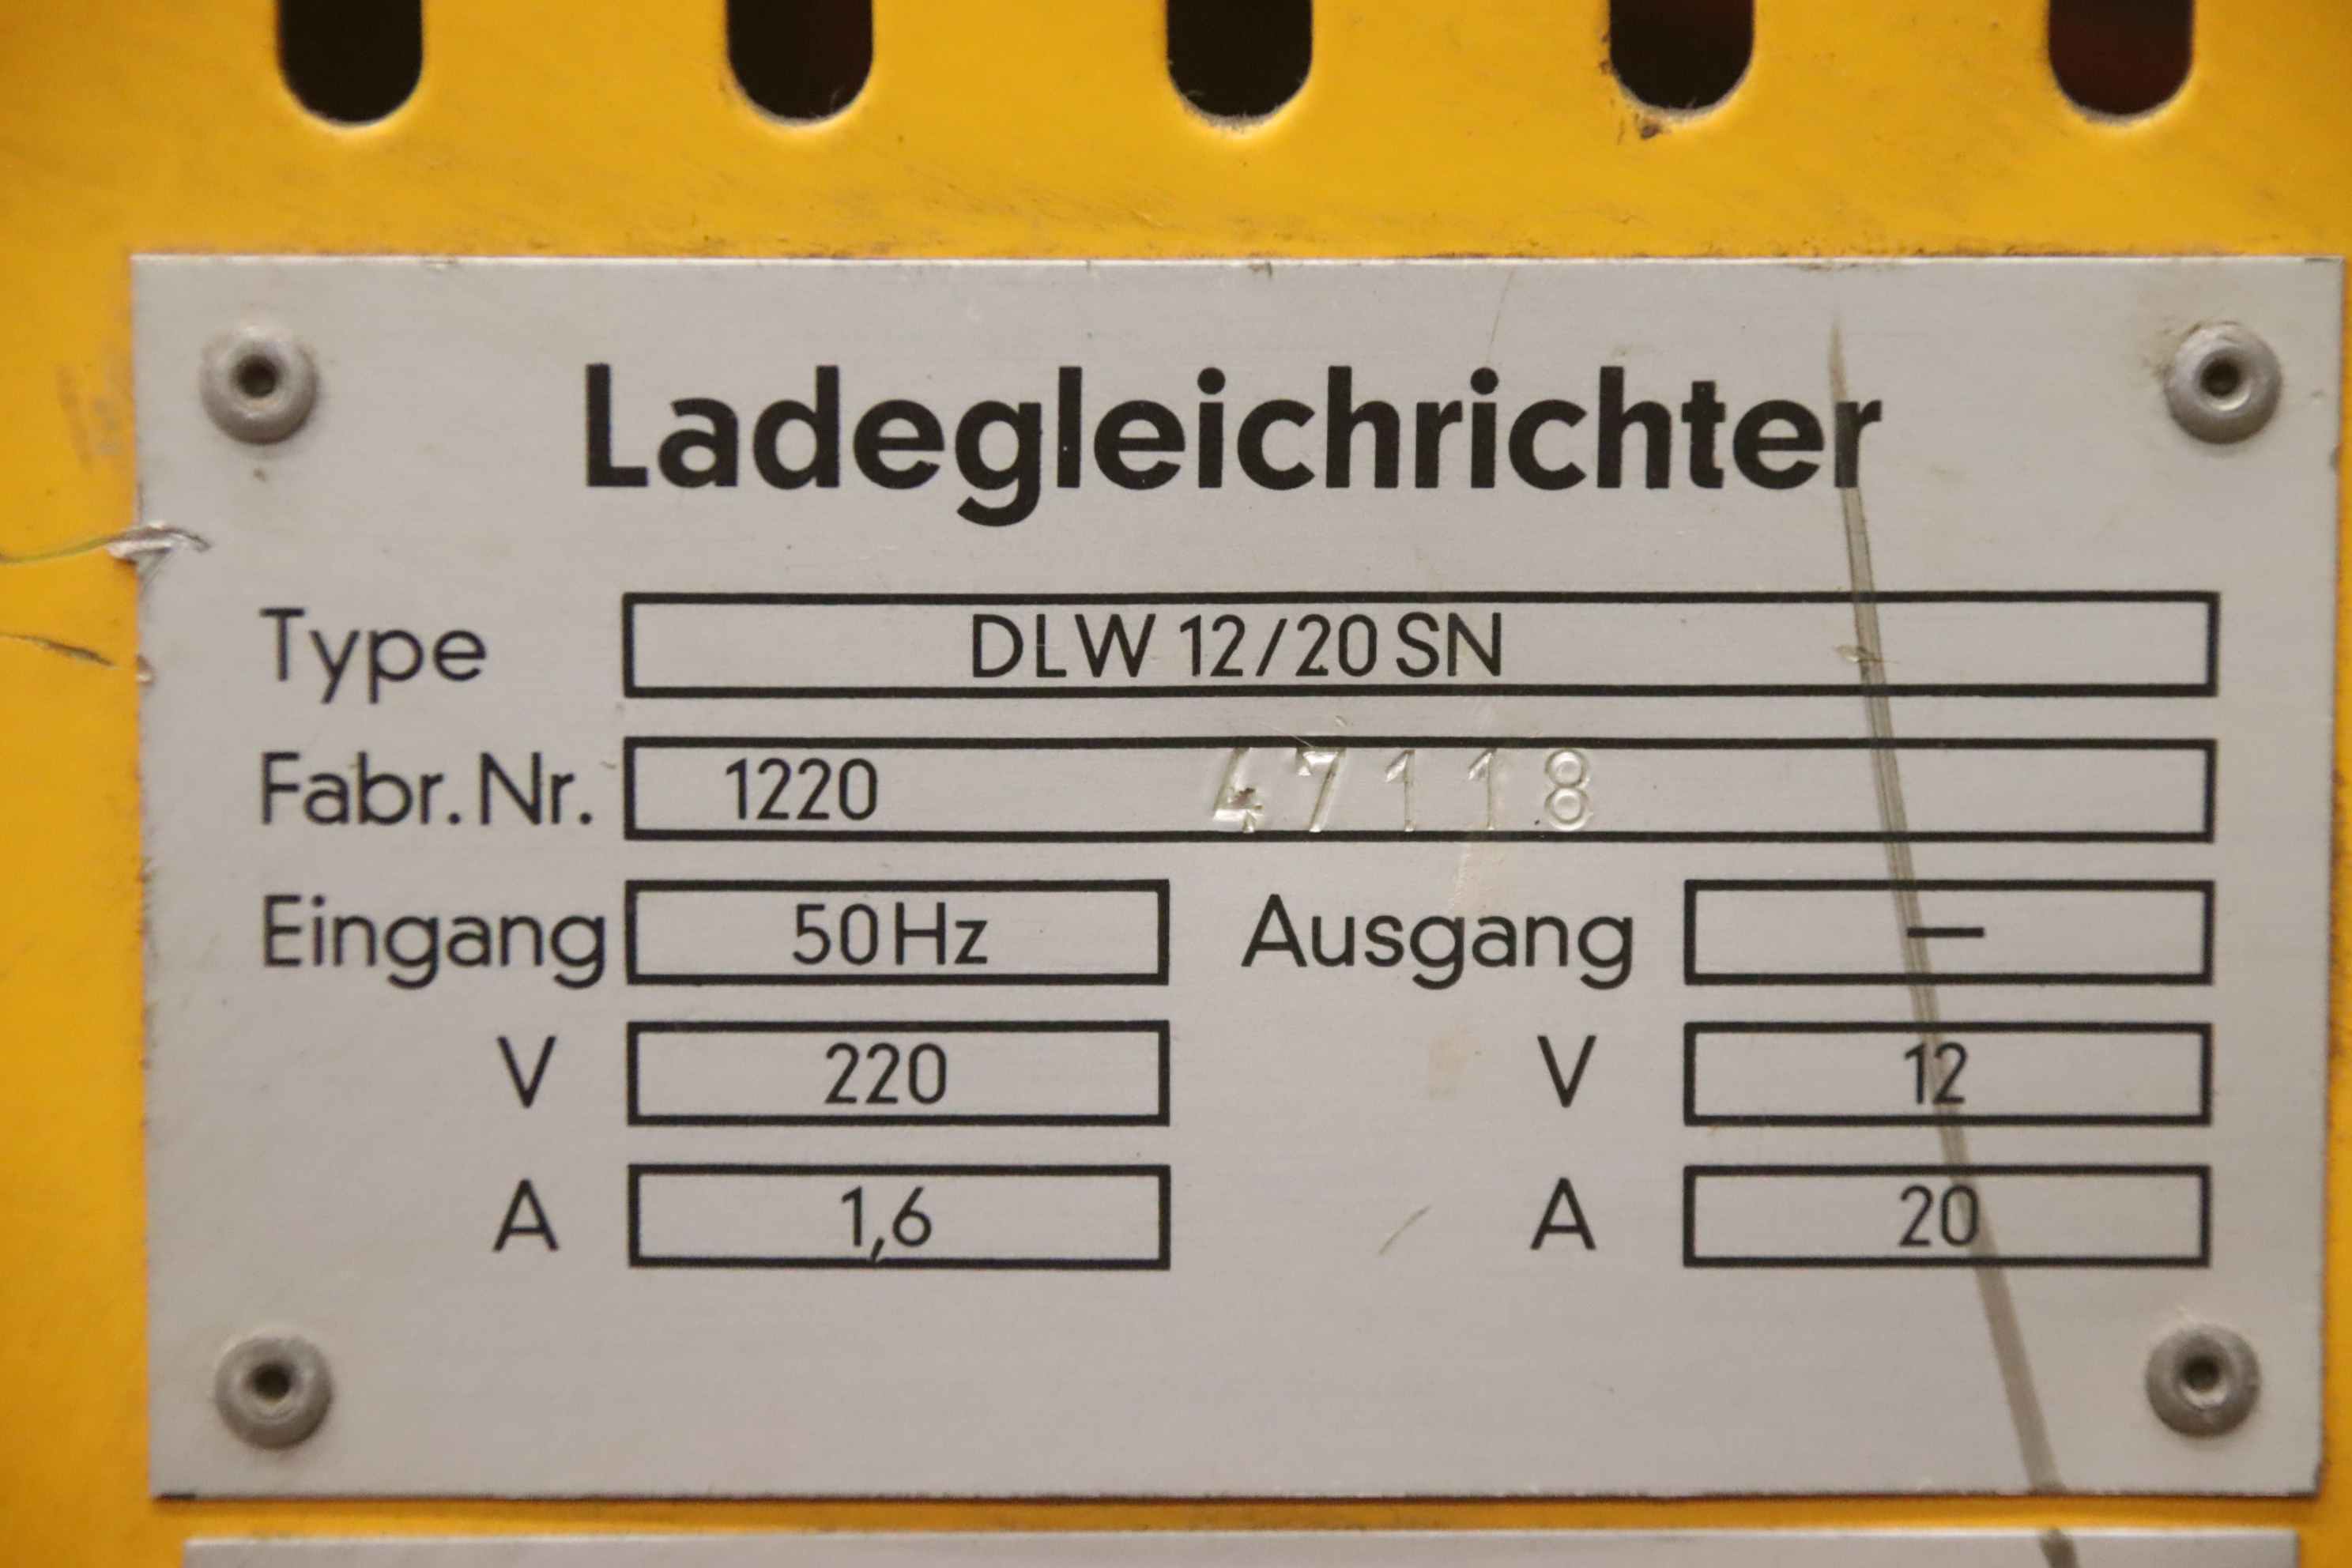 Ladegleichrichter
Type DLW 12/20 SN
Fabr. Nr. 1220 47118
Eingang 50 Hz Ausgang —
V 220 V 12
A 1,6 A 20